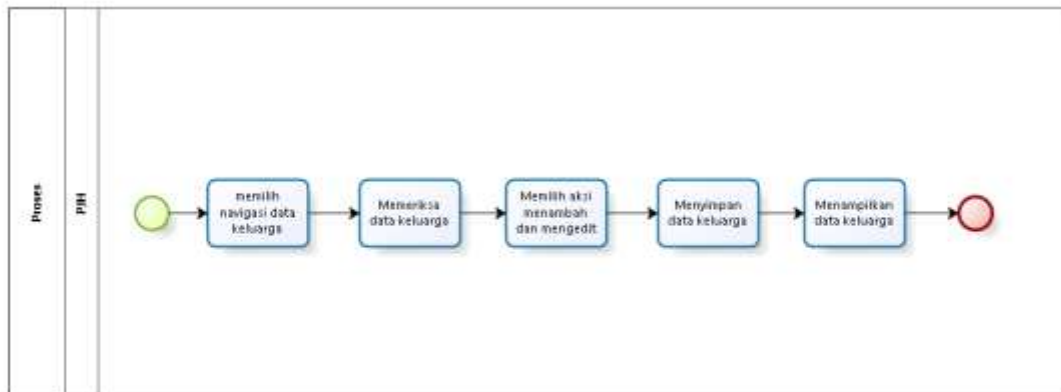 Proses
PJH
memilih
navigasi data
keluarga
Memeriksa
data keluarga
Memilih aksi
menambah
dan mengedit
Menyimpan
data keluarga
Menampilkan
data keluarga